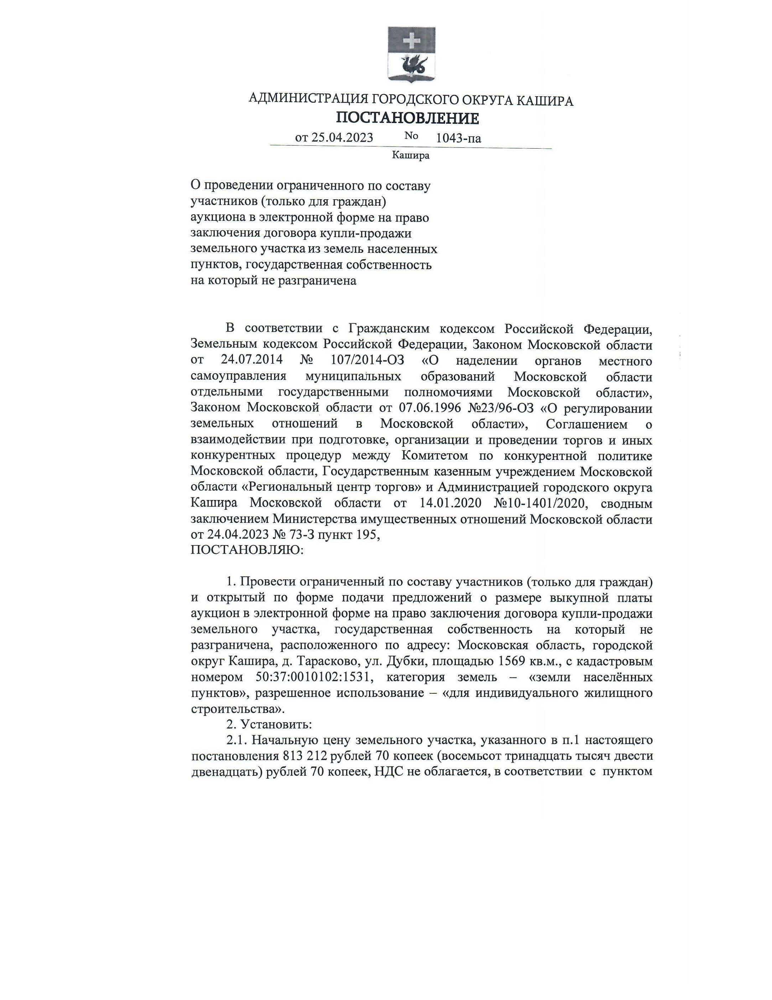 АДМИНИСТРАЦИЯ ГОРОДСКОГО ОКРУГА КАШИРА
ПОСТАНОВЛЕНИЕ
от 25.04.2023 No 1043-па
Кашира
О проведении ограниченного по составу
участников (только для граждан)
аукциона в электронной форме на право
заключения договора купли-продажи
земельного участка из земель населенных
пунктов, государственная собственность
на который не разграничена
В соответствии с Гражданским кодексом Российской Федерации,
Земельным кодексом Российской Федерации, Законом Московской области
от 24.07.2014 № 107/2014-ОЗ «О наделении органов местного
самоуправления муниципальных образований Московской области
отдельными государственными полномочиями Московской области»,
Законом Московской области от 07.06.1996 №23/96-ОЗ «О регулировании
земельных отношений в Московской области», Соглашением о
взаимодействии при подготовке, организации и проведении торгов и иных
конкурентных процедур между Комитетом по конкурентной политике
Московской области, Государственным казенным учреждением Московской
области «Региональный центр торгов» и Администрацией городского округа
Кашира Московской области от 14.01.2020 №10-1401/2020, сводным
заключением Министерства имущественных отношений Московской области
от 24.04.2023 № 73-З пункт 195,
ПОСТАНОВЛЯЮ:
1. Провести ограниченный по составу участников (только для граждан)
и открытый по форме подачи предложений о размере выкупной платы
аукцион в электронной форме на право заключения договора купли-продажи
земельного участка, государственная собственность на который не
разграничена, расположенного по адресу: Московская область, городской
округ Кашира, д. Тарасково, ул. Дубки, площадью 1569 кв.м., с кадастровым
номером 50:37:0010102:1531, категория земель – «земли населённых
пунктов», разрешенное использование – «для индивидуального жилищного
строительства».
2. Установить:
2.1. Начальную цену земельного участка, указанного в п.1 настоящего
постановления 813 212 рублей 70 копеек (восемьсот тринадцать тысяч двести
двенадцать) рублей 70 копеек, НДС не облагается, в соответствии с пунктом